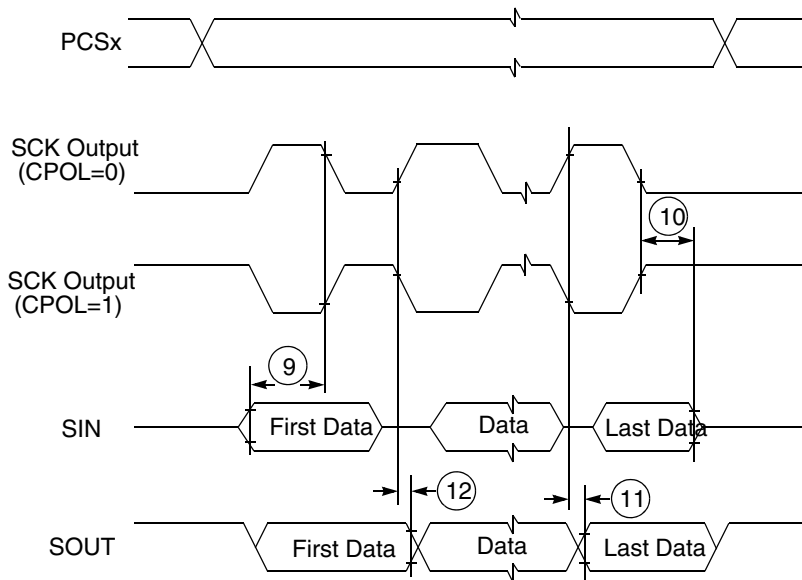 PCSx
SCK Output
(CPOL=0)
10
SCK Output
(CPOL=1)
9
SIN
First Data
Data
Last Data
12
11
SOUT
First Data
Data
Last Data